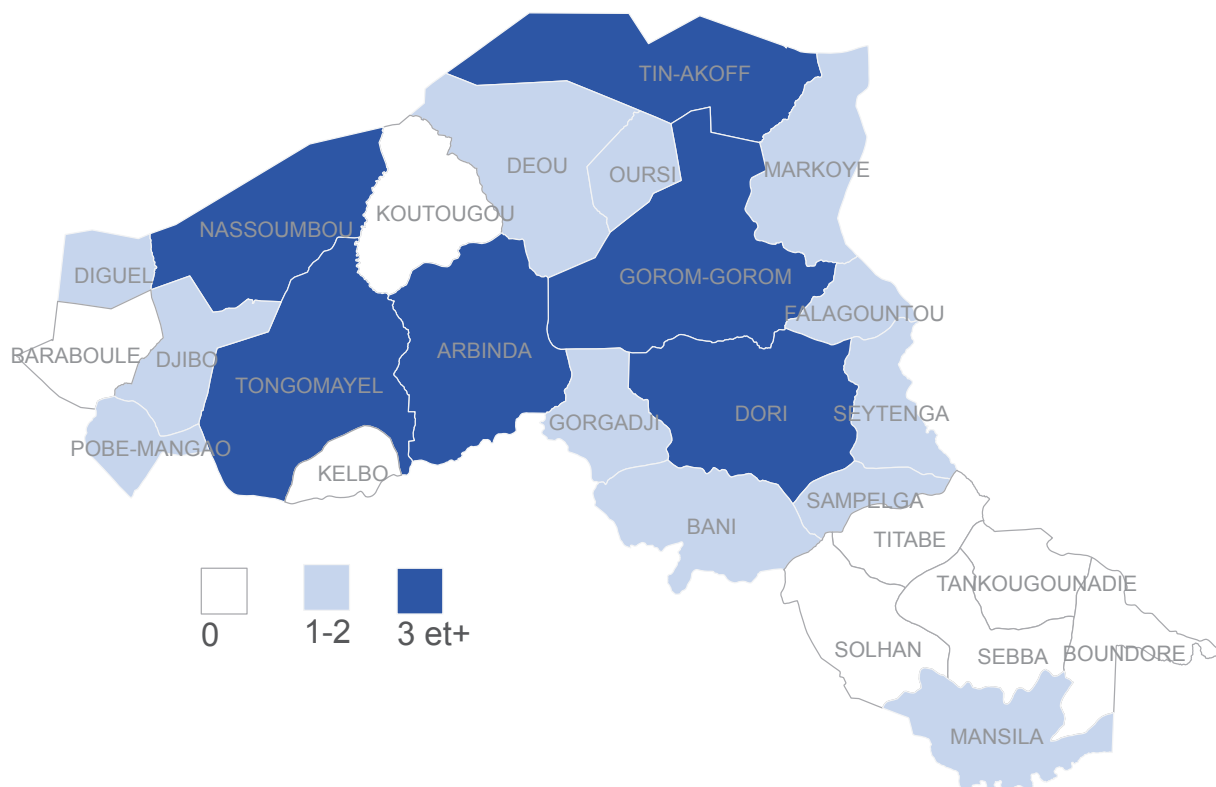 TIN-AKOFF
DEOU
OURSI
MARKOYE
KOUTOUGOU
NASSOUMBOU
DIGUEL
GOROM-GOROM
FALAGOUNTOU
BARABOULE
DJIBO
ARBINDA
TONGOMAYEL
DORI
SEYTENGA
GORGADJI
POBE-MANGAO
KELBO
SAMPELGA
BANI
TITABE
TANKOUGOUNADIE
SOLHAN
SEBBA
BOUNDORE
MANSILA
0
1-2
3 et+